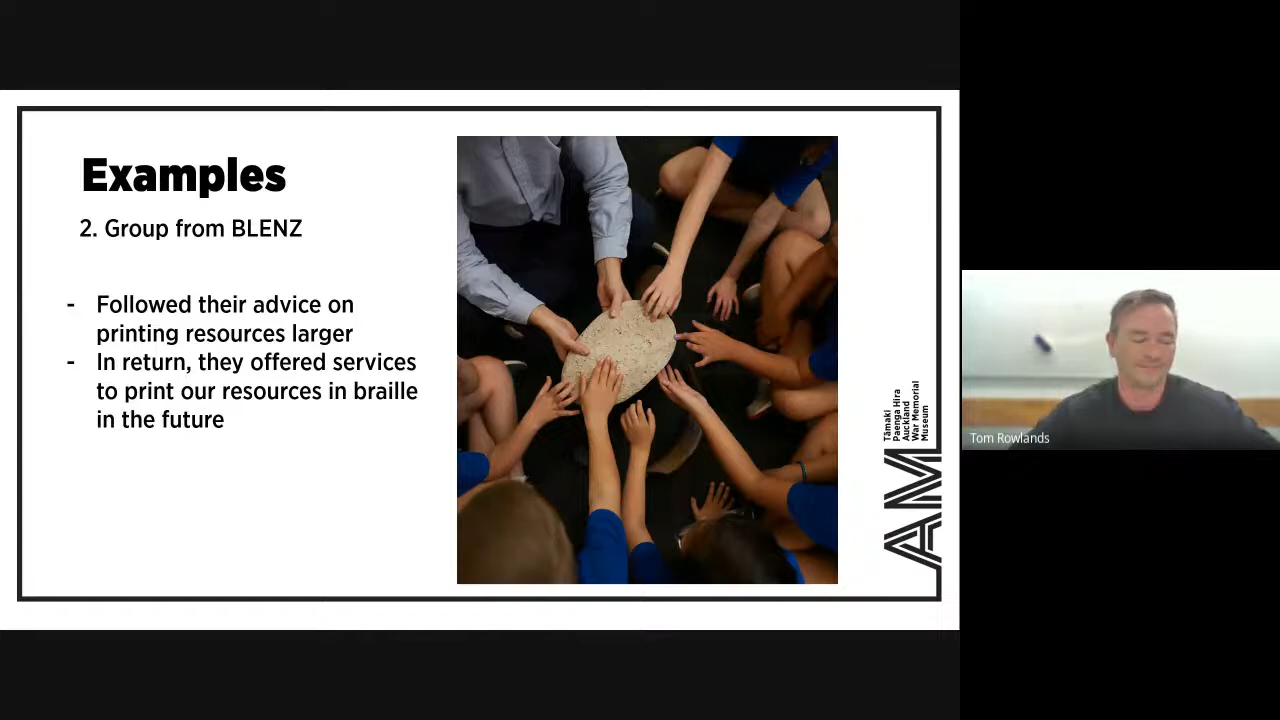 Examples
2. Group from BLENZ
- Followed their advice on
printing resources larger
- In return, they offered services
to print our resources in braille
in the future
Tāmaki
Paenga Hira
Auckland
War Memorial
Museum
AM
Tom Rowlands